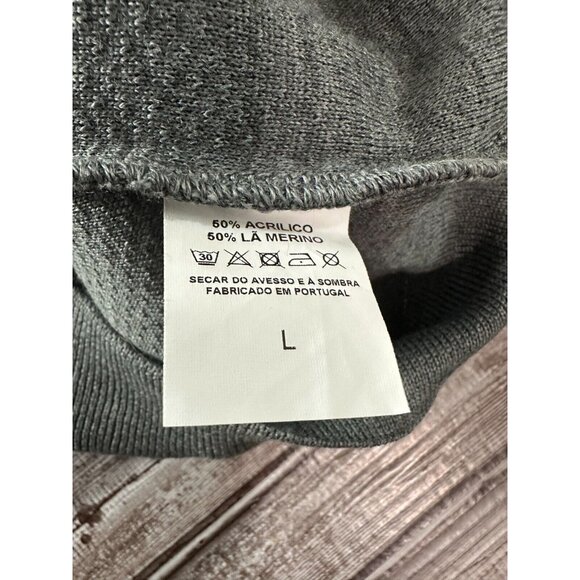 50% ACRILICO
50% LÃ MERINO
30
SECAR DO AVESSO E À SOMBRA
FABRICADO EM PORTUGAL
L